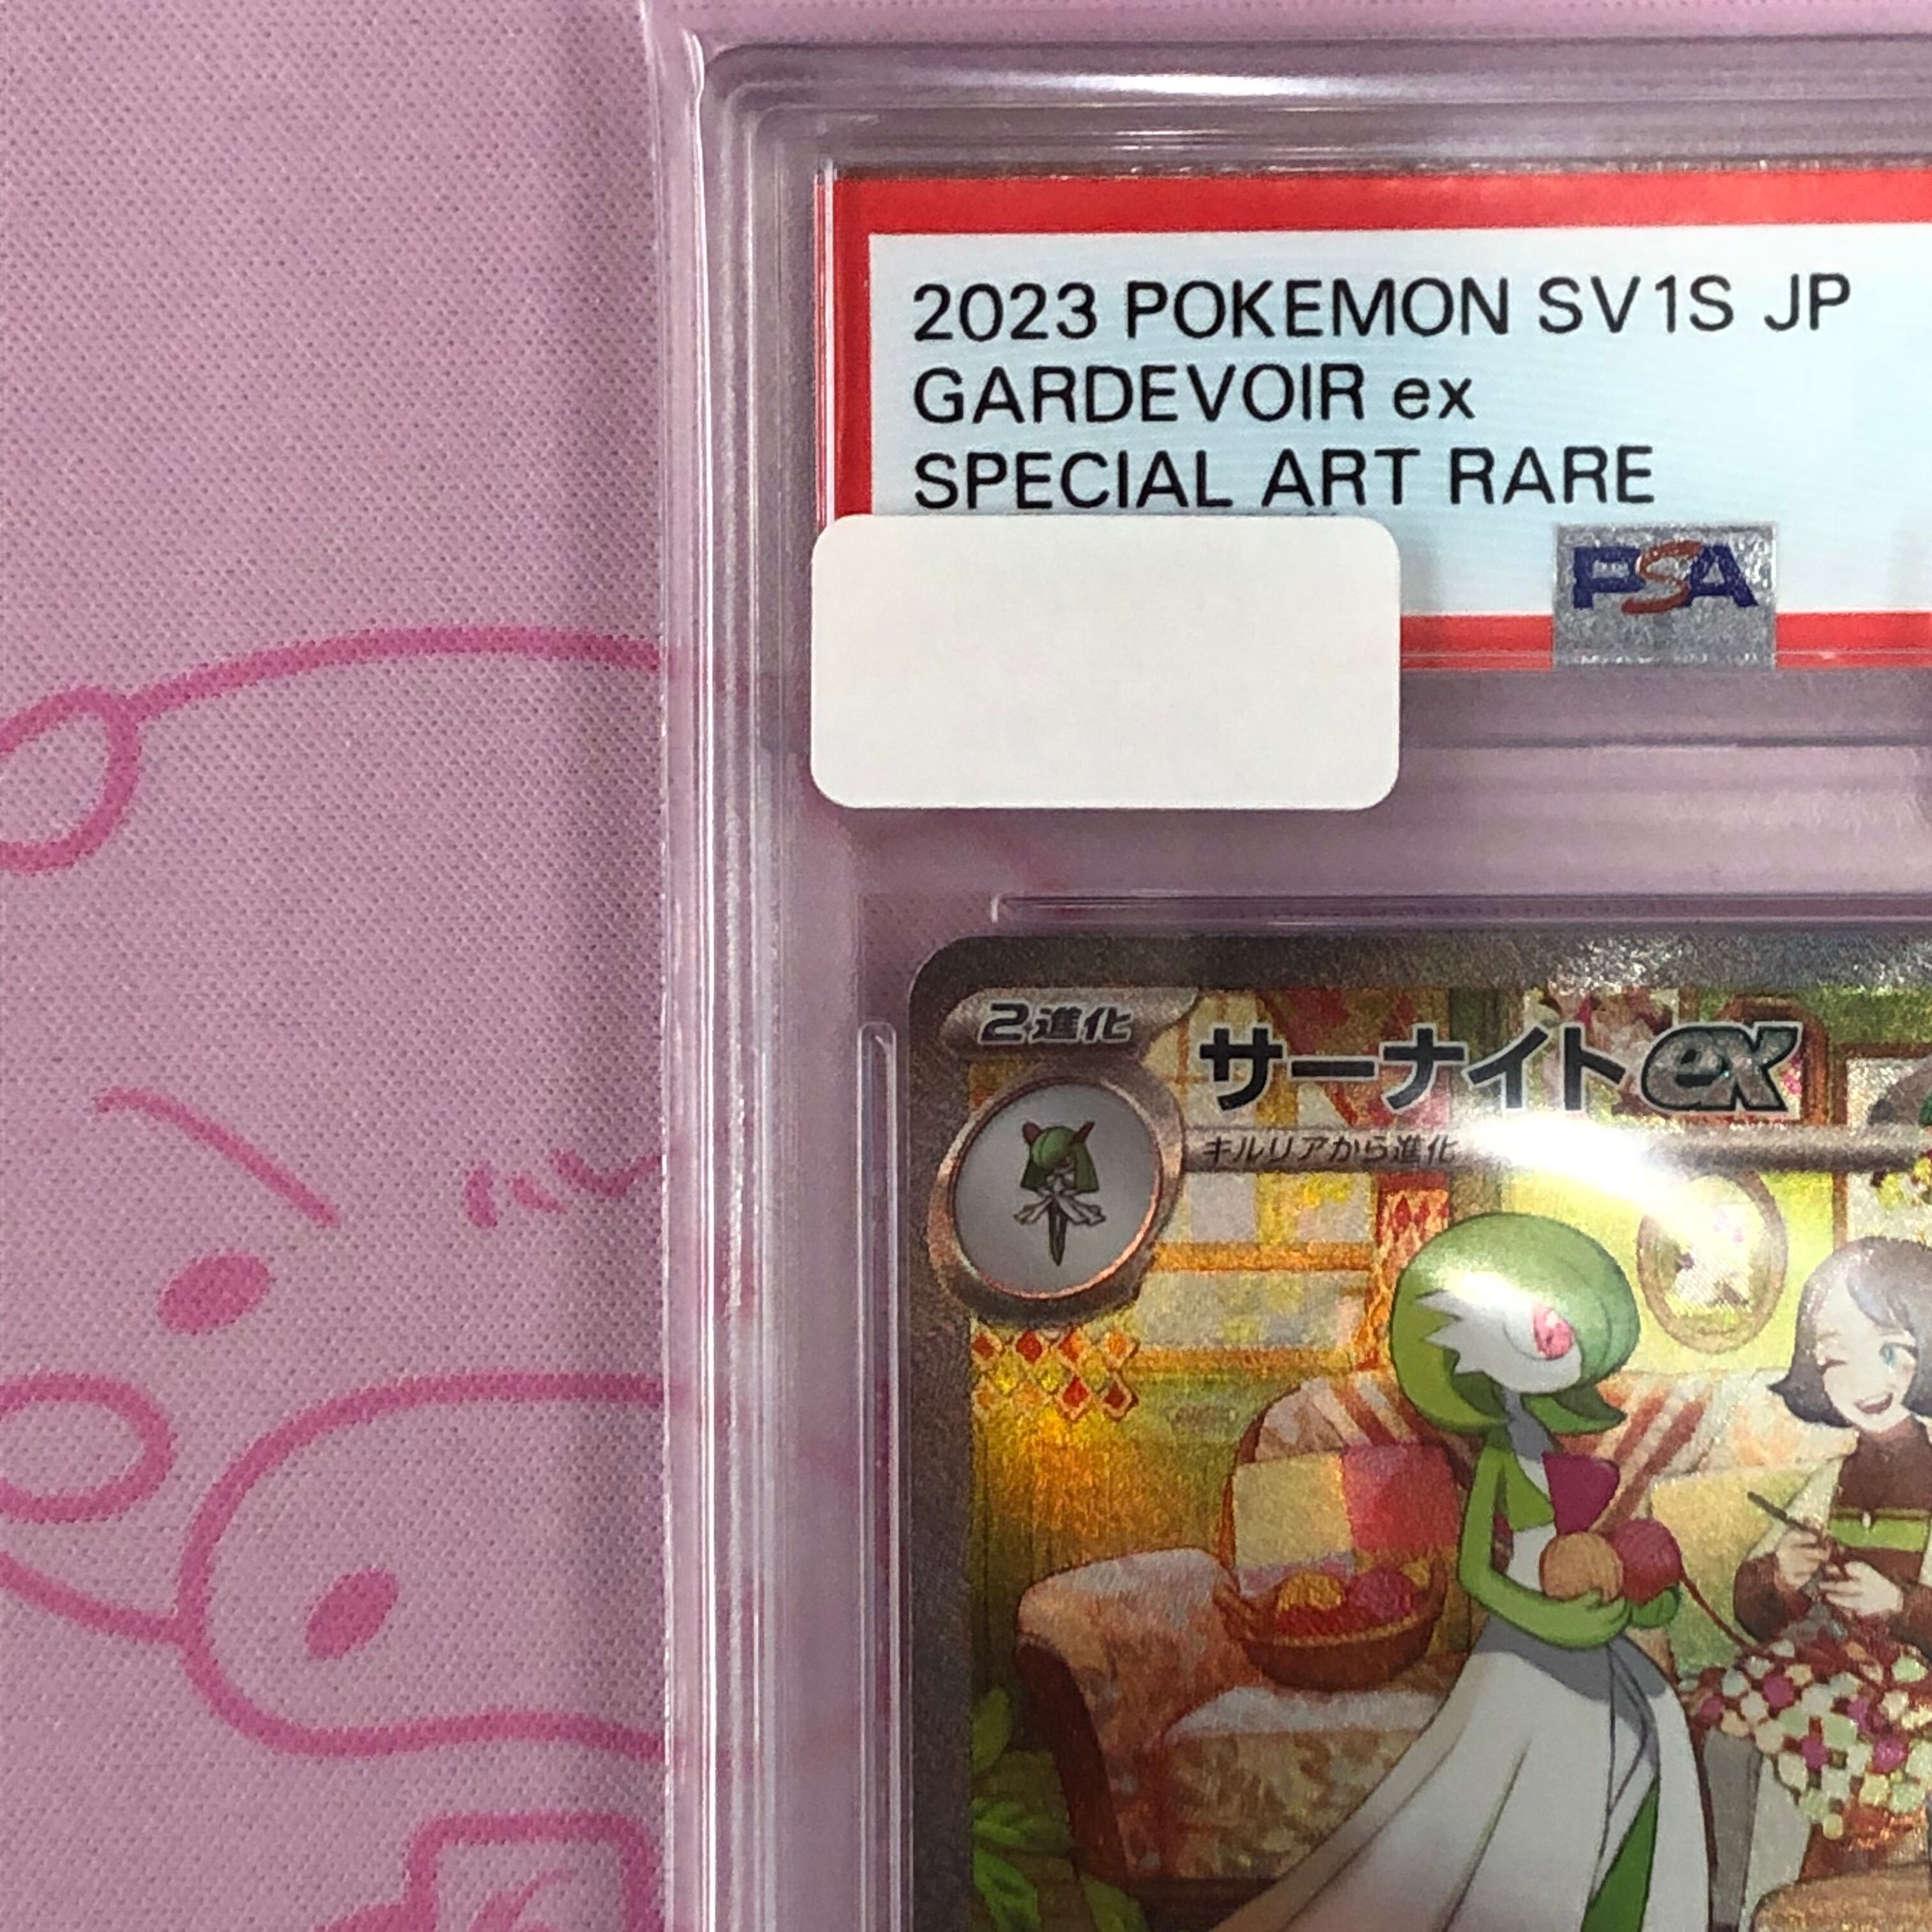 2023 POKEMON SV1S JP
GARDEVOIR ex
SPECIAL ART RARE
PSA
2進化
サーナイトex
キルリアから進化